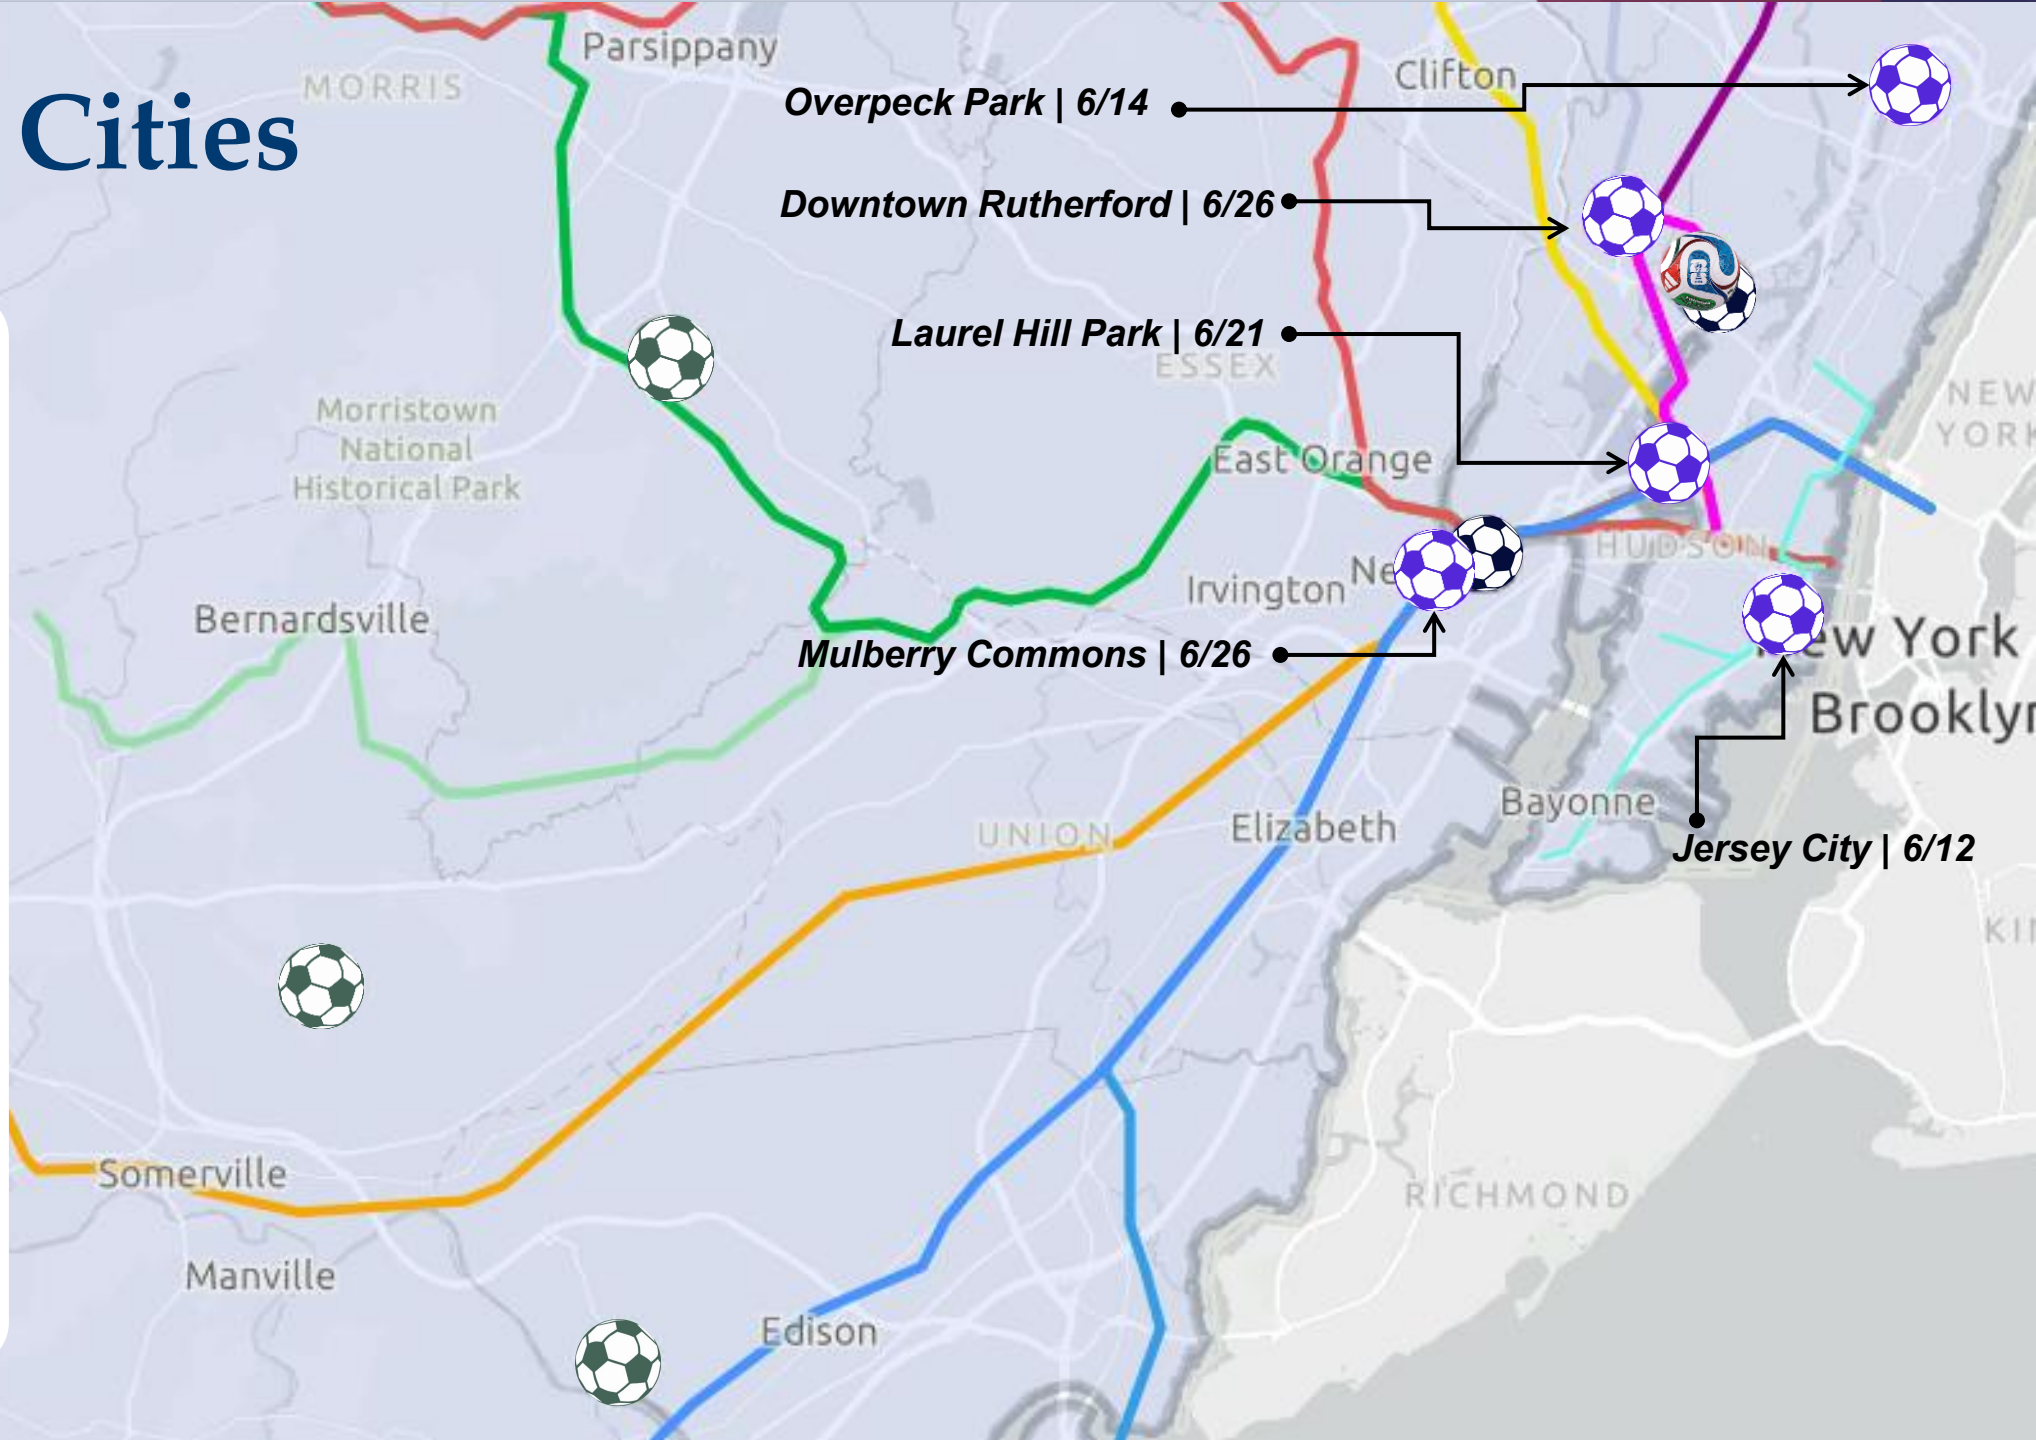 Parsippany
MORRIS
Cities
Clifton
Overpeck Park | 6/14
Downtown Rutherford | 6/26
Laurel Hill Park | 6/21
ESSEX
NEW
YORK
Morristown
National
Historical Park
East Orange
HUDSON
Irvington
Bernardsville
Mulberry Commons | 6/26
ew York
Brooklyn
Bayonne
UNION
Elizabeth
Jersey City | 6/12
Somerville
RICHMOND
Manville
Edison